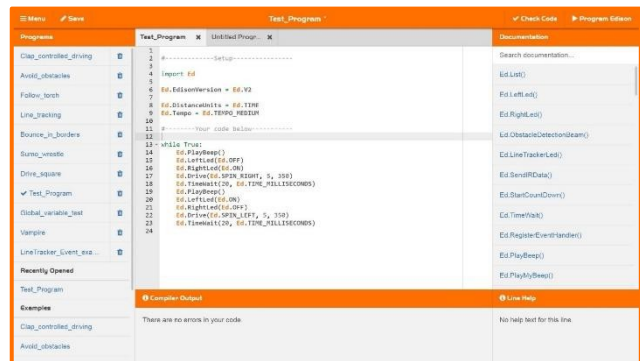 Menu
Save
Test_Program *
Check Code
Program Edison
Programs
Clap_controlled_driving
Avoid_obstacles
Follow_torch
Line_tracking
Bounce_in_borders
Sumo_wrestle
Drive_square
Test_Program
Global_variable_test
Vampire
LineTracker_Event_exa...
Recently Opened
Test_Program
Examples
Clap_controlled_driving
Avoid_obstacles
Test_Program x
Untitled Progr... x
1
2 #-------------Setup----------------
3
4 import Ed
5
6 Ed.EdisonVersion = Ed.V2
7
8 Ed.DistanceUnits = Ed.TIME
9 Ed.Tempo = Ed.TEMPO_MEDIUM
10
11 #--------Your code below-----------
12
13 while True:
14 Ed.PlayBeep()
15 Ed.LeftLed(Ed.OFF)
16 Ed.RightLed(Ed.ON)
17 Ed.Drive(Ed.SPIN_RIGHT, 5, 350)
18 Ed.TimeWait(20, Ed.TIME_MILLISECONDS)
19 Ed.PlayBeep()
20 Ed.LeftLed(Ed.ON)
21 Ed.RightLed(Ed.OFF)
22 Ed.Drive(Ed.SPIN_LEFT, 5, 350)
23 Ed.TimeWait(20, Ed.TIME_MILLISECONDS)
24
Compiler Output
There are no errors in your code
Documentation
Search documentation...
Ed.List()
Ed.LeftLed()
Ed.RightLed()
Ed.ObstacleDetectionBeam()
Ed.LineTrackerLed()
Ed.SendIRData()
Ed.StartCountDown()
Ed.TimeWait()
Ed.RegisterEventHandler()
Ed.PlayBeep()
Ed.PlayMyBeep()
Line Help
No help text for this line